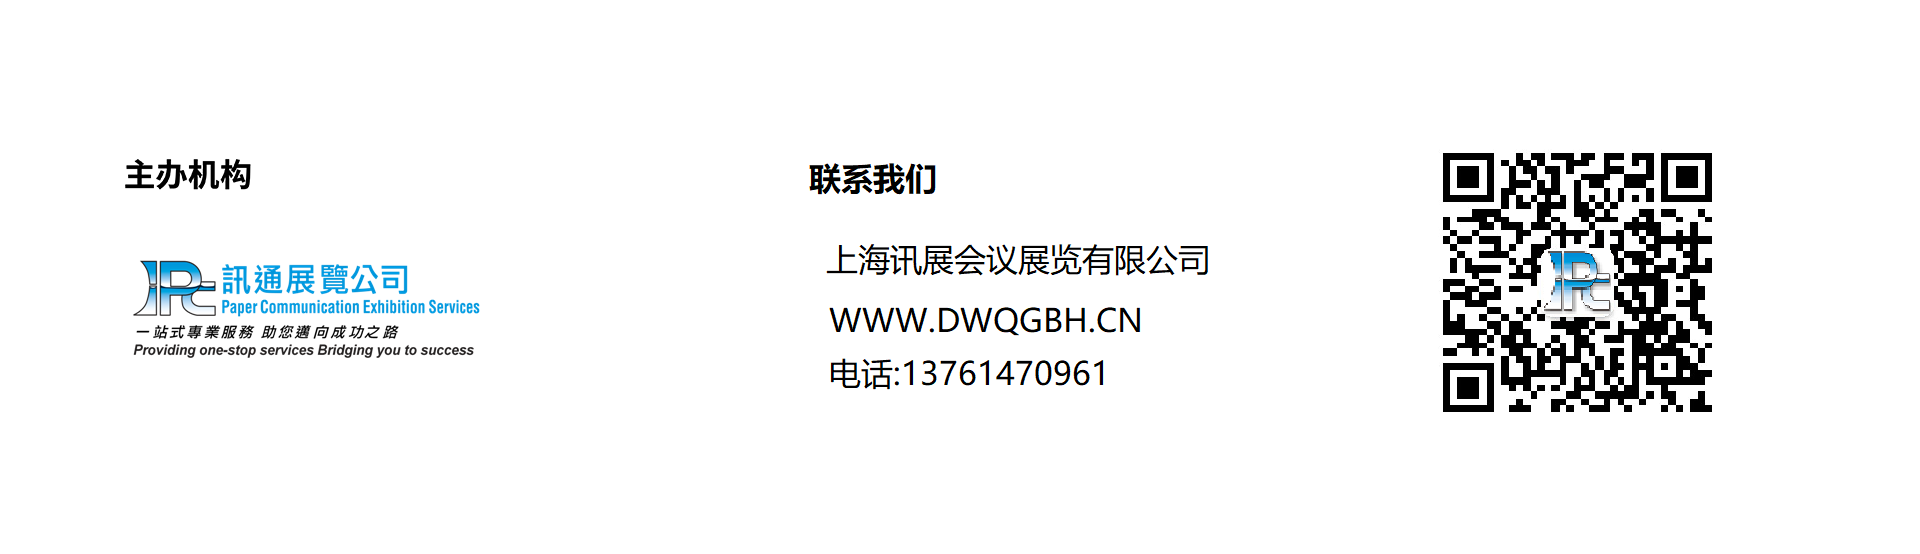 主办机构
訊通展覽公司
Paper Communication Exhibition Services
一站式專業服務 助您邁向成功之路
Providing one-stop services Bridging you to success
联系我们
上海讯展会议展览有限公司
WWW.DWQGBH.CN
电话:13761470961